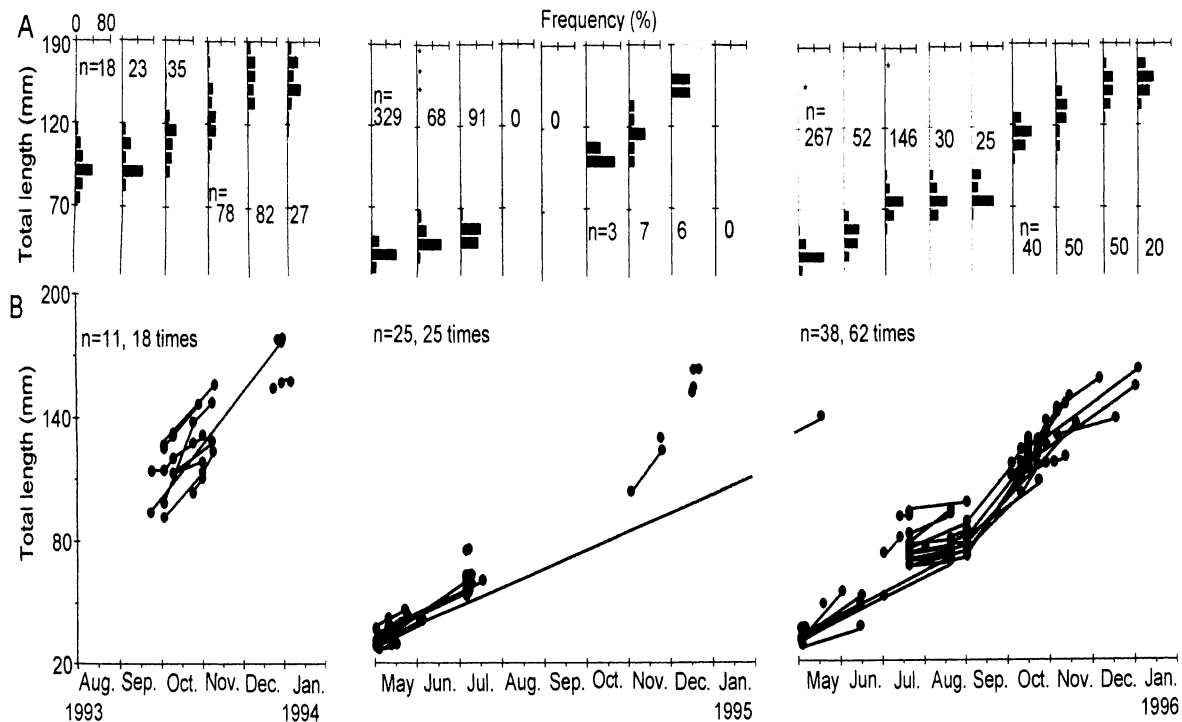 A
0 80
Frequency (%)
190
120
70
Total length (mm)
n=18 23 35
n=
78 82 27
n=
329 68 91 0 0
n=3 7 6 0
n=
267 52 146 30 25
n=
40 50 50 20
B
200
140
80
20
Total length (mm)
n=11, 18 times
n=25, 25 times
n=38, 62 times
Aug. Sep. Oct. Nov. Dec. Jan.
1993 1994
May Jun. Jul. Aug. Sep. Oct. Nov. Dec. Jan.
1995
May Jun. Jul. Aug. Sep. Oct. Nov. Dec. Jan.
1996